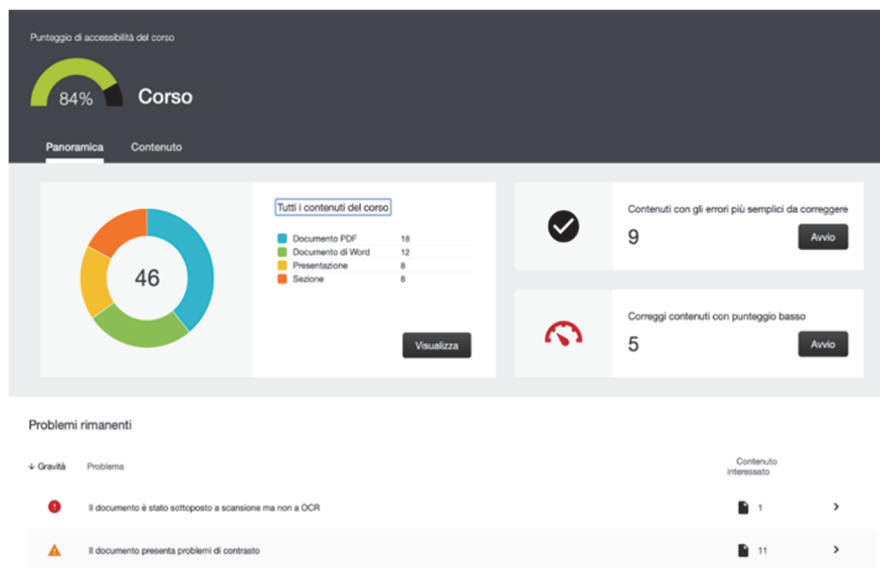 Punteggio di accessibilità del corso
84%
Corso
Panoramica Contenuto
46
Tutti i contenuti del corso
Documento PDF 18
Documento di Word 12
Presentazione 8
Sezione 8
Visualizza
Contenuti con gli errori più semplici da correggere
9
Avvio
Correggi contenuti con punteggio basso
5
Avvio
Problemi rimanenti
Gravità Problema Contenuto
interessato
Il documento è stato sottoposto a scansione ma non a OCR 1
Il documento presenta problemi di contrasto 11